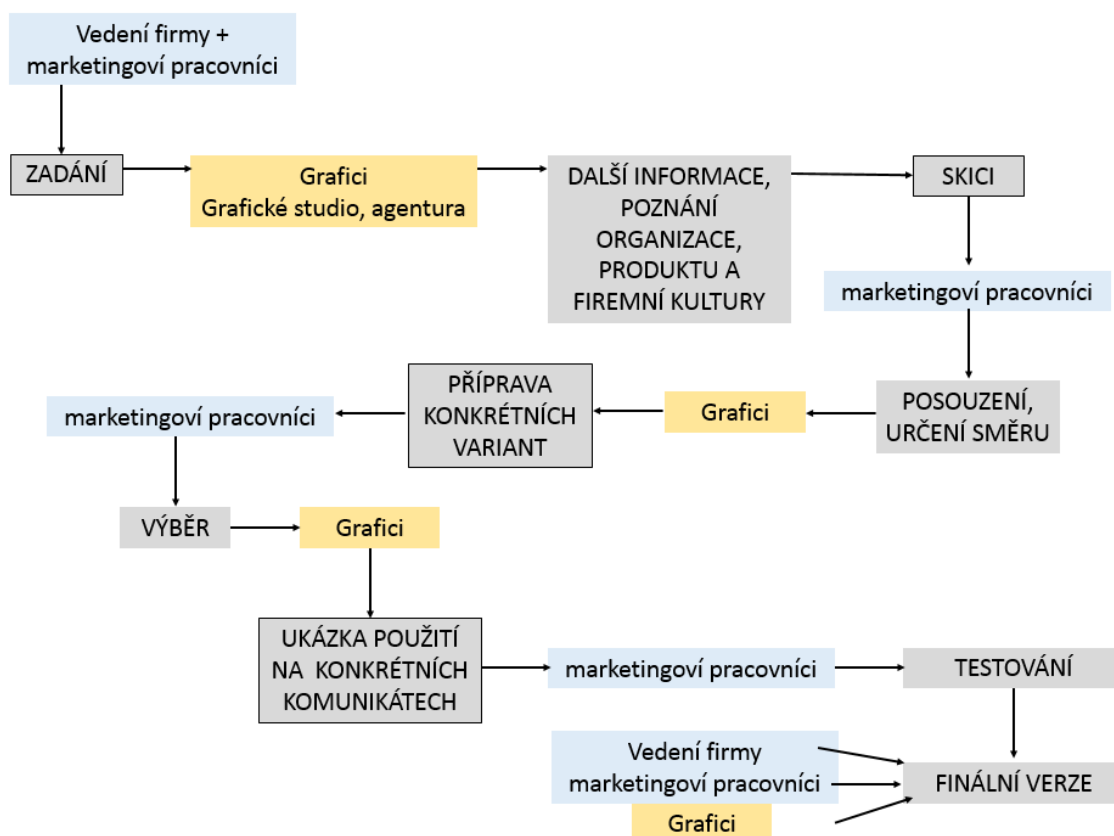 Vedení firmy +
marketingoví pracovníci
ZADÁNÍ
Grafici
Grafické studio, agentura
DALŠÍ INFORMACE,
POZNÁNÍ
ORGANIZACE,
PRODUKTU A
FIREMNÍ KULTURY
SKICI
marketingoví pracovníci
POSOUZENÍ,
URČENÍ SMĚRU
Grafici
PŘÍPRAVA
KONKRÉTNÍCH
VARIANT
marketingoví pracovníci
VÝBĚR
Grafici
UKÁZKA POUŽITÍ
NA KONKRÉTNÍCH
KOMUNIKÁTECH
marketingoví pracovníci
TESTOVÁNÍ
Vedení firmy
marketingoví pracovníci
Grafici
FINÁLNÍ VERZE